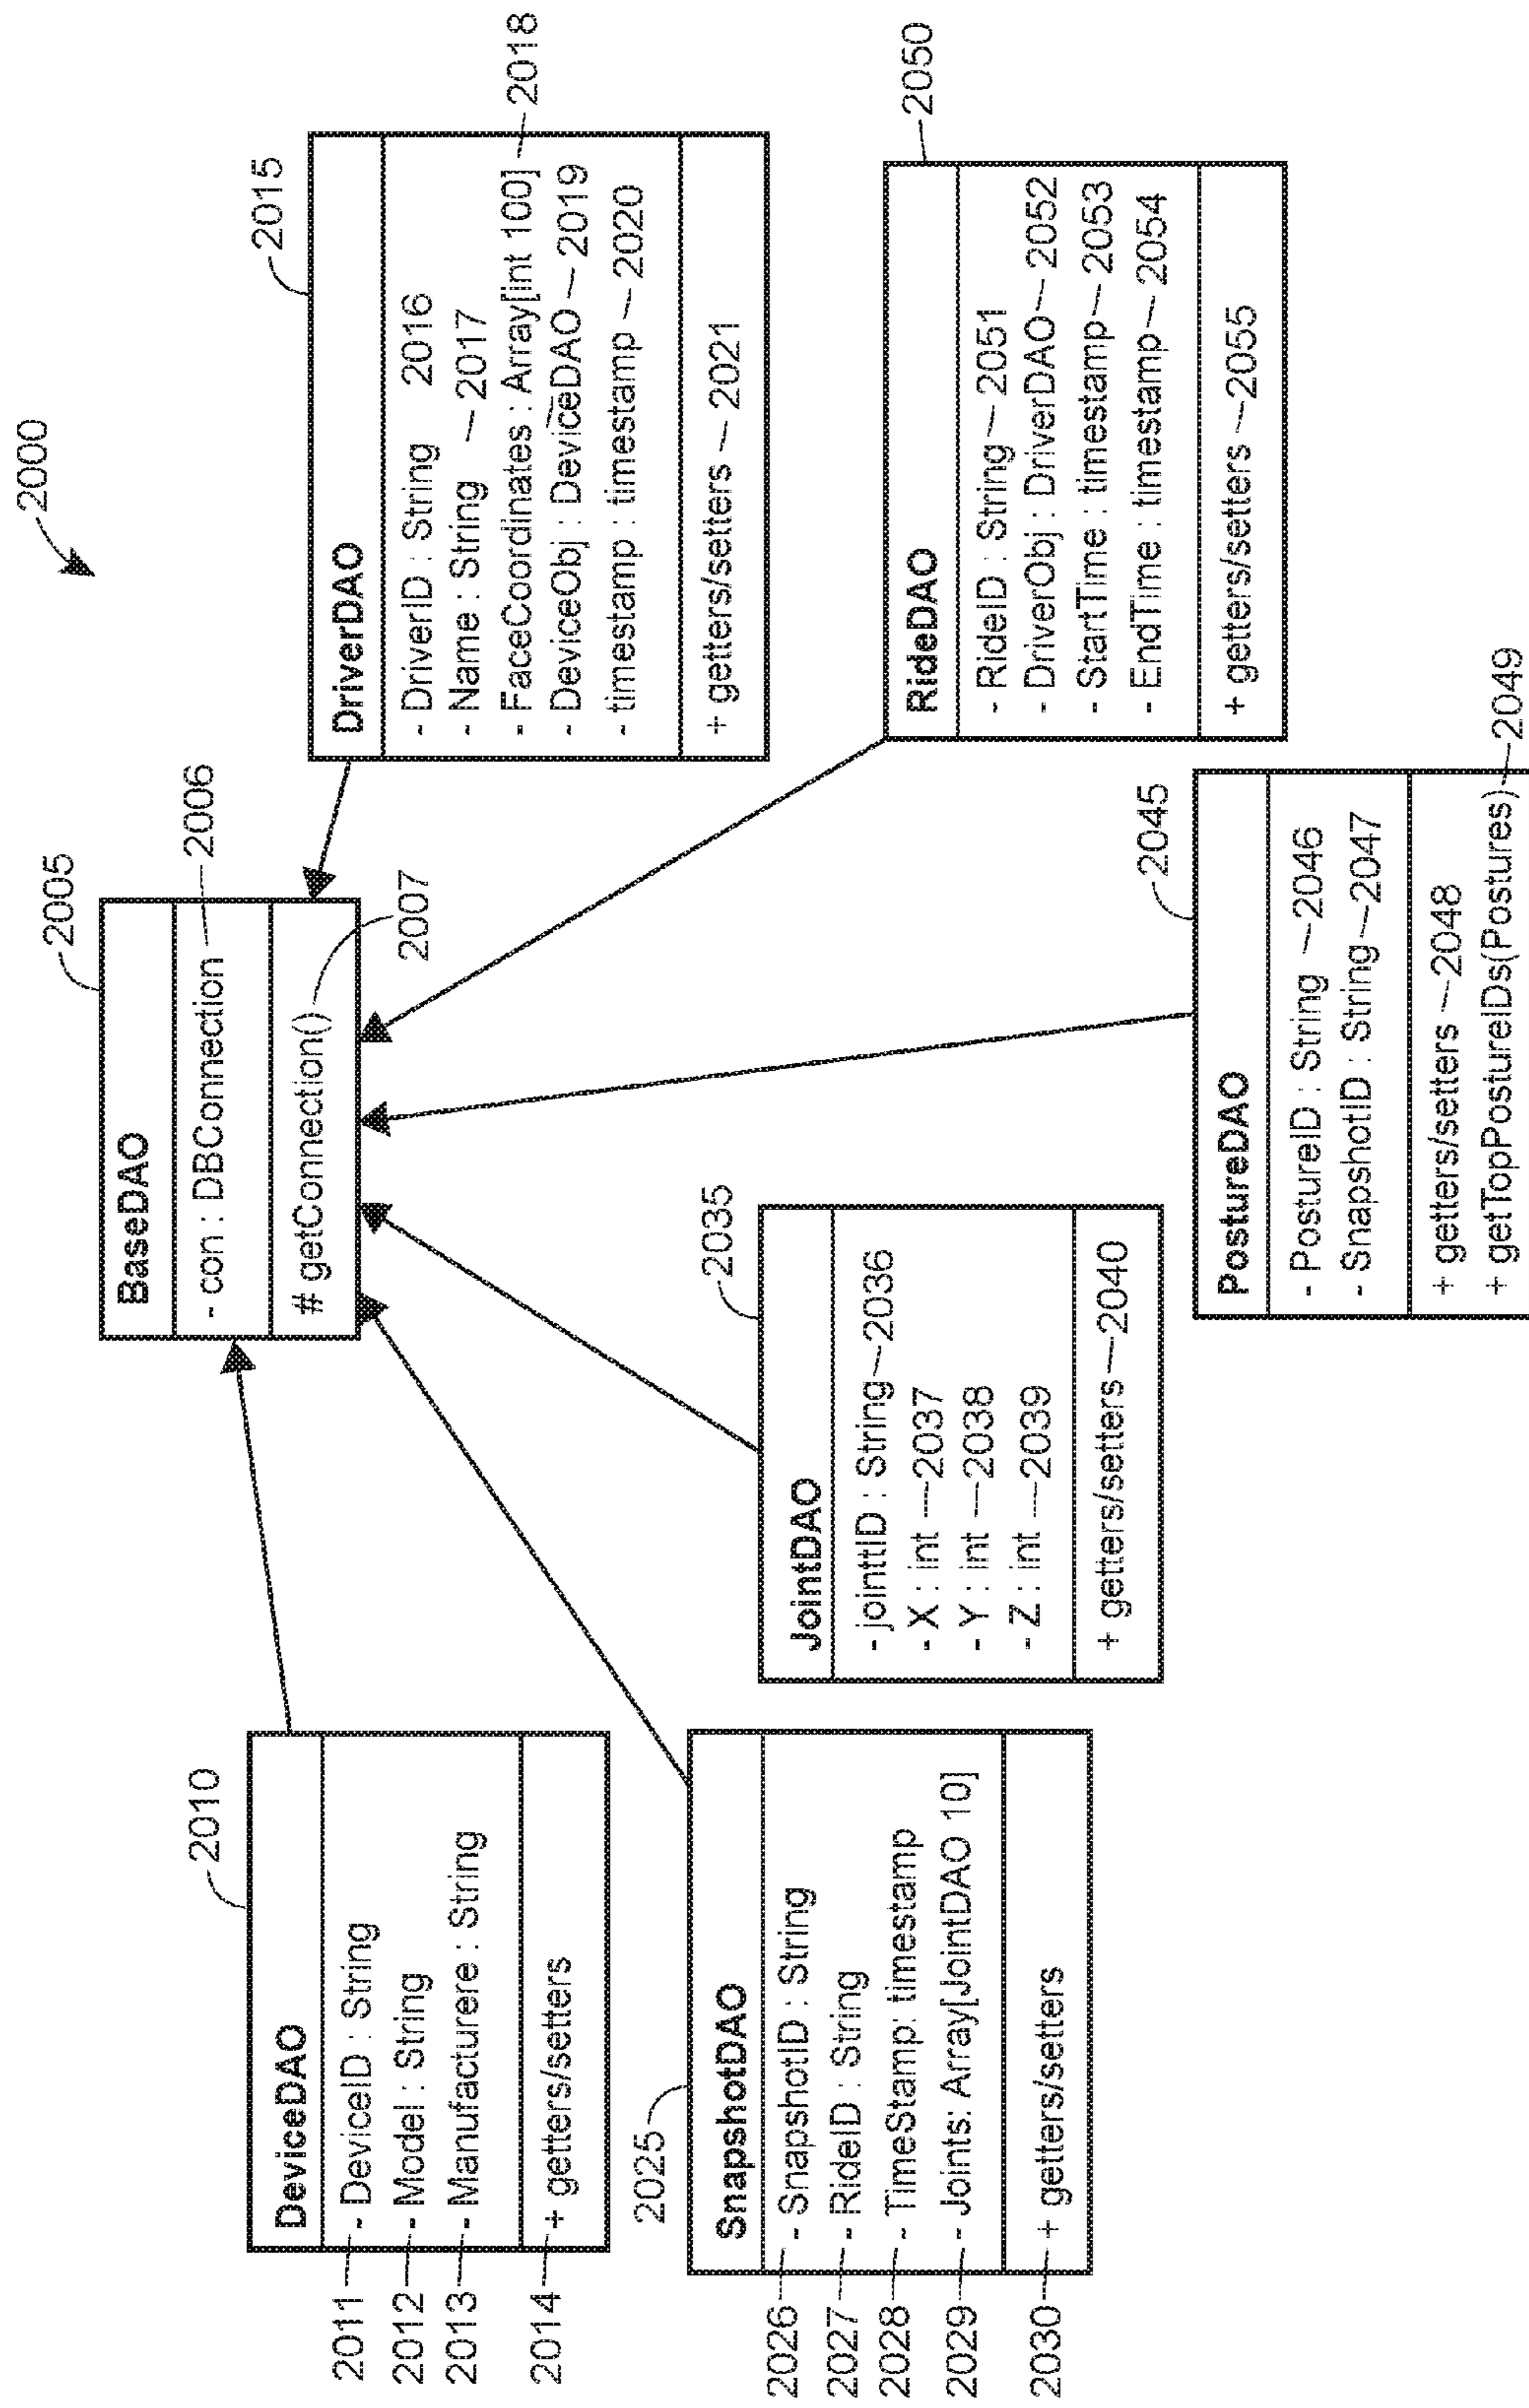 2000
2005
BaseDAO
- con : DBConnection 2006
# getConnection()
2007
2010
DeviceDAO
2011 - DeviceID : String
2012 - Model : String
2013 - Manufacturere : String
2014 + getters/setters
2015
DriverDAO
- DriverID : String 2016
- Name : String 2017
- FaceCoordinates : Array[int 100] 2018
- DeviceObj : DeviceDAO 2019
- timestamp : timestamp 2020
+ getters/setters 2021
2025
SnapshotDAO
2026 - SnapshotID : String
2027 - RideID : String
2028 - TimeStamp: timestamp
2029 - Joints: Array[JointDAO 10]
2030 + getters/setters
2035
JointDAO
- jointtID : String 2036
- X : int 2037
- Y : int 2038
- Z : int 2039
+ getters/setters 2040
2045
PostureDAO
- PostureID : String 2046
- SnapshotID : String 2047
+ getters/setters 2048
+ getTopPostureIDs(Postures) 2049
2050
RideDAO
- RideID : String 2051
- DriverObj : DriverDAO 2052
- StartTime : timestamp 2053
- EndTime : timestamp 2054
+ getters/setters 2055